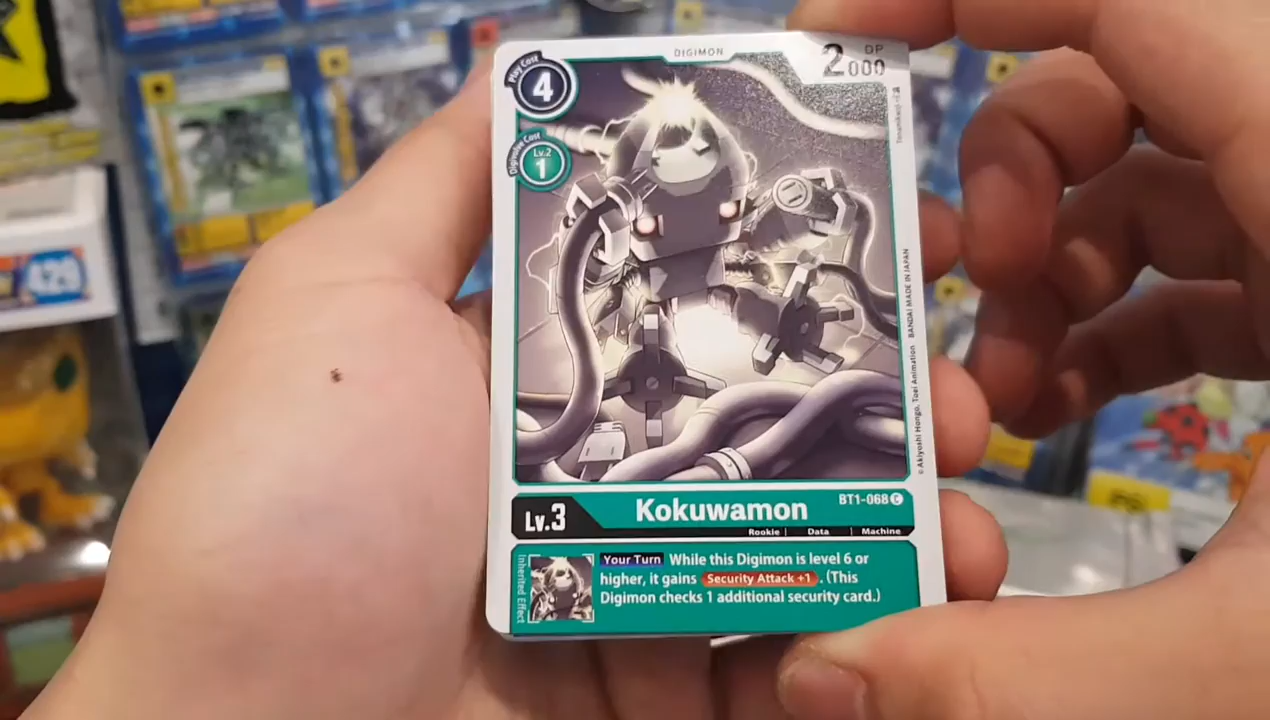 DIGIMON
Play Cost
4
2000
DP
Digivolve Cost
Lv.2
1
© Akiyoshi Hongo, Toei Animation BANDAI MADE IN JAPAN
Lv.3
Kokuwamon
BT1-068 C
Rookie | Data | Machine
Inherited Effect
Your Turn While this Digimon is level 6 or
higher, it gains Security Attack +1. (This
Digimon checks 1 additional security card.)
429